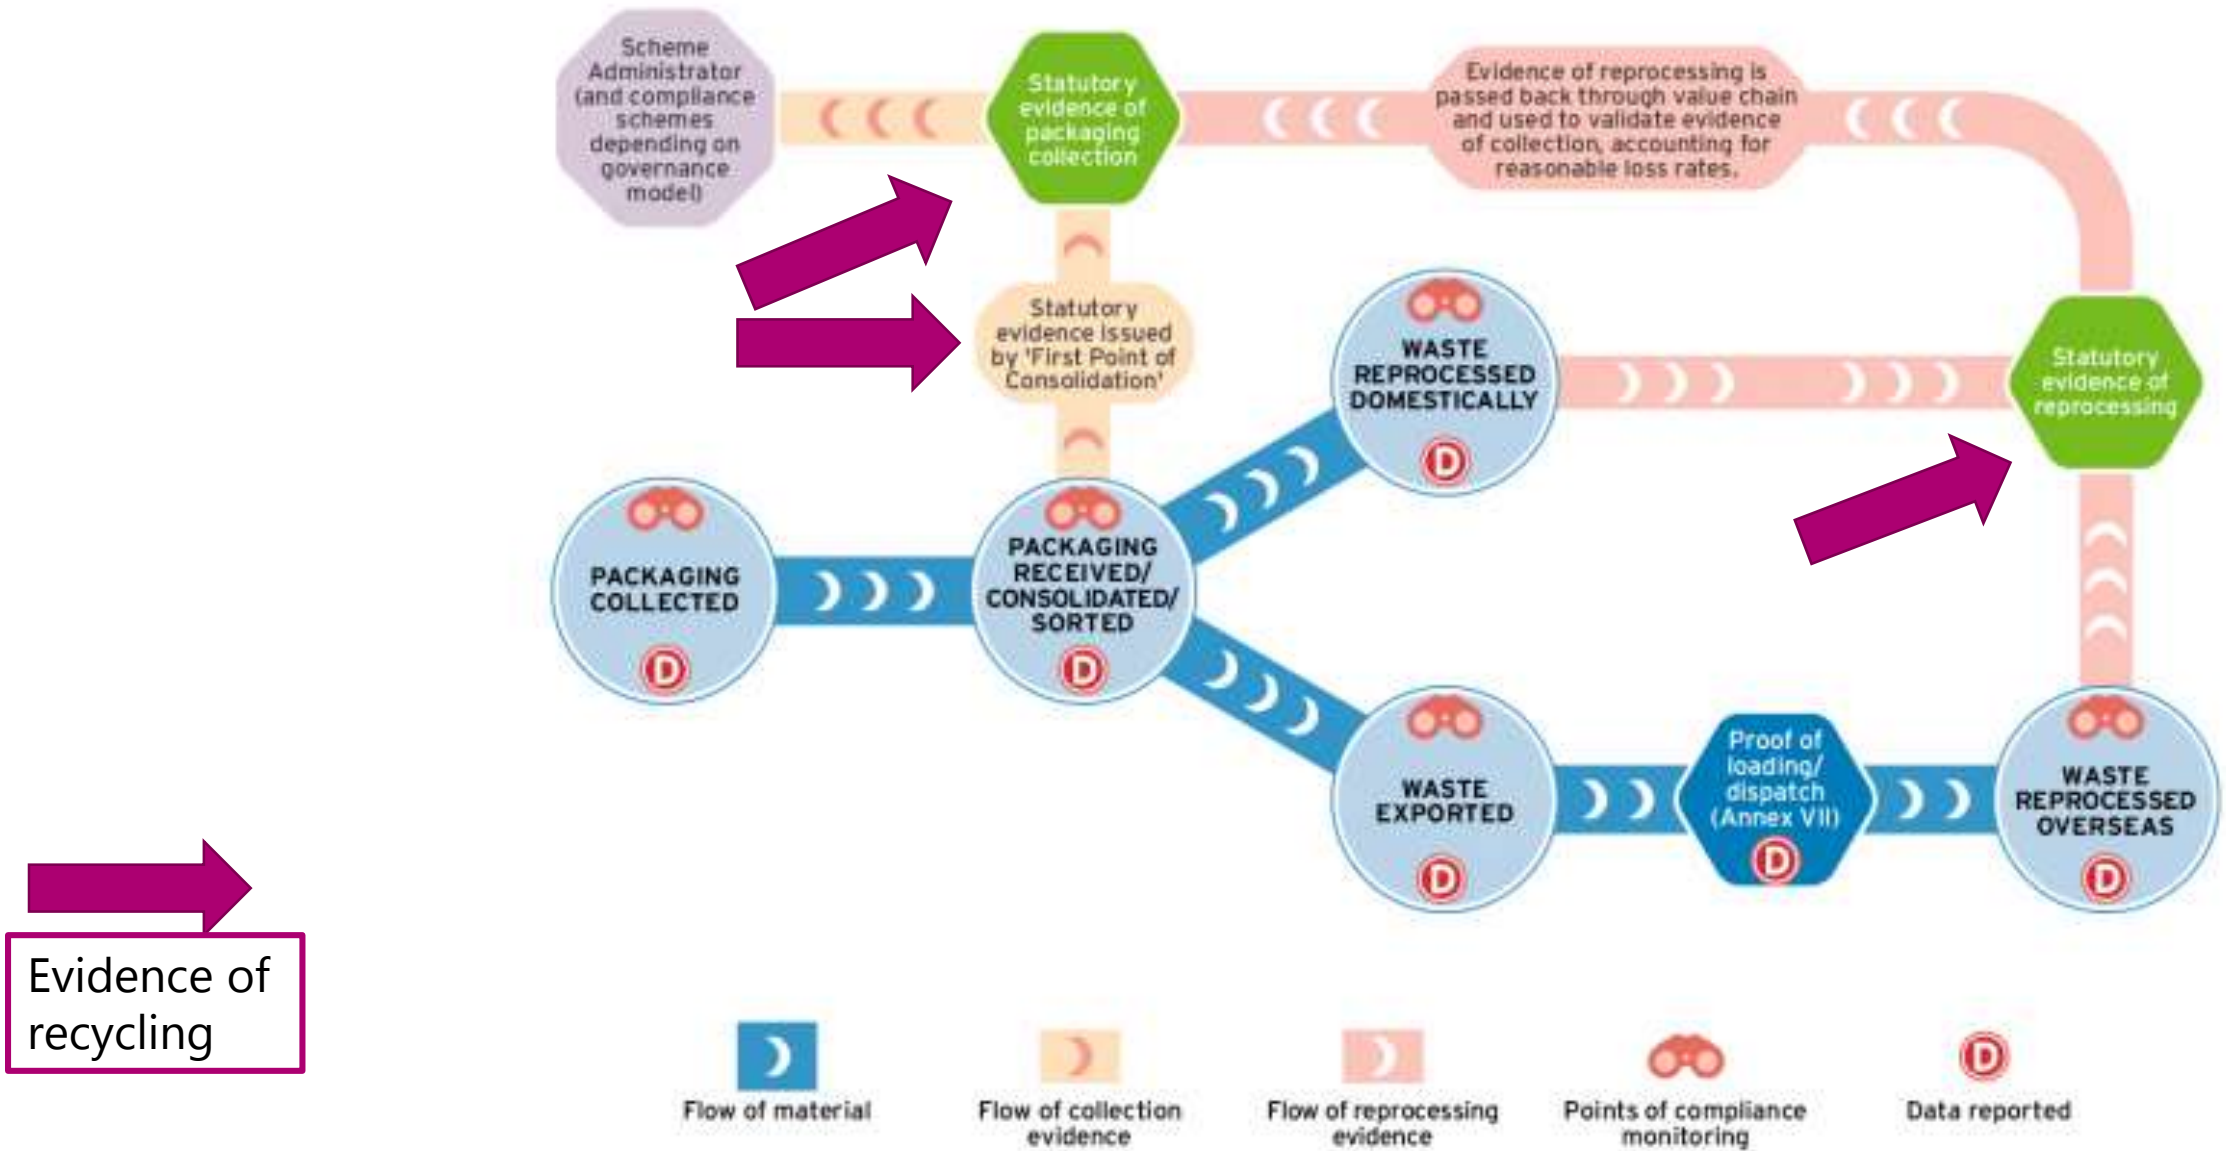 Scheme
Administrator
(and compliance
schemes
depending on
governance
model)
Statutory
evidence of
packaging
collection
Evidence of reprocessing is
passed back through value chain
and used to validate evidence
of collection, accounting for
reasonable loss rates.
Statutory
evidence issued
by 'First Point of
Consolidation'
WASTE
REPROCESSED
DOMESTICALLY
D
Statutory
evidence of
reprocessing
PACKAGING
COLLECTED
D
PACKAGING
RECEIVED/
CONSOLIDATED/
SORTED
D
WASTE
EXPORTED
D
Proof of
loading/
dispatch
(Annex VII)
D
WASTE
REPROCESSED
OVERSEAS
D
Evidence of
recycling
Flow of material
Flow of collection
evidence
Flow of reprocessing
evidence
Points of compliance
monitoring
D
Data reported